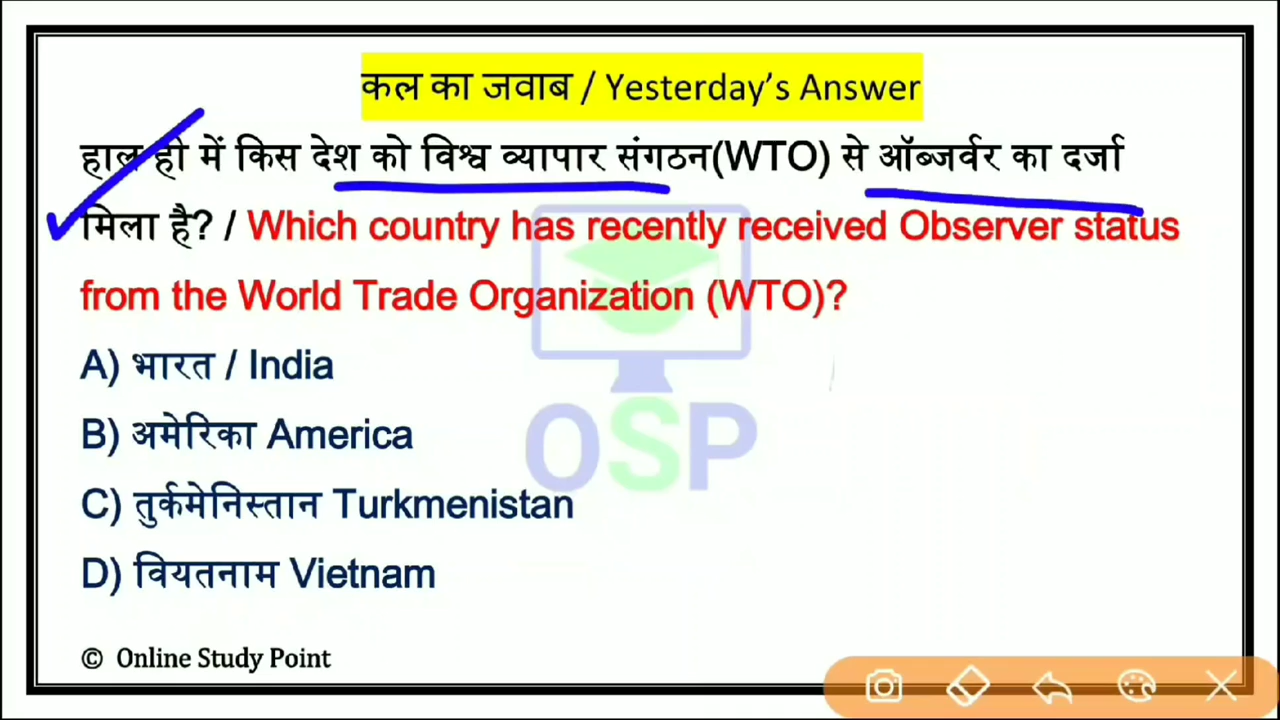 कल का जवाब / Yesterday's Answer
हाल ही में किस देश को विश्व व्यापार संगठन(WTO) से ऑब्जर्वर का दर्जा
मिला है? / Which country has recently received Observer status
from the World Trade Organization (WTO)?
A) भारत / India
B) अमेरिका America
C) तुर्कमेनिस्तान Turkmenistan
D) वियतनाम Vietnam
OSP
© Online Study Point